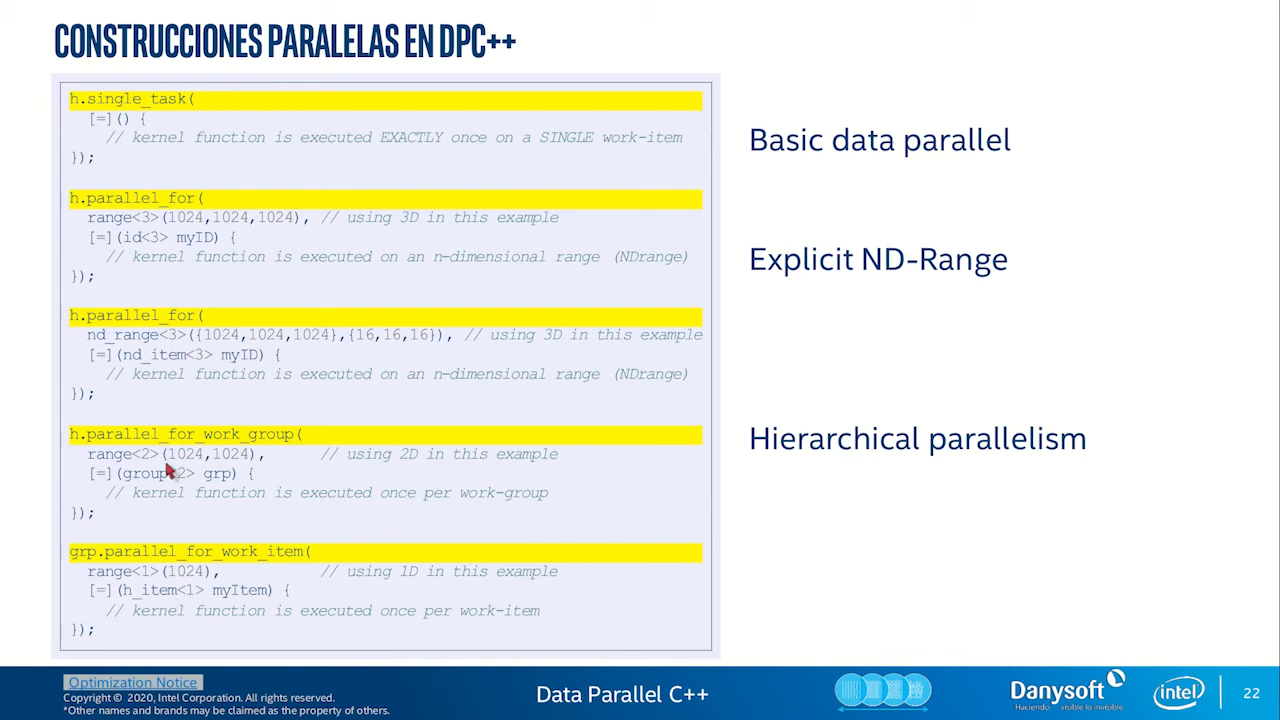 CONSTRUCCIONES PARALELAS EN DPC++
h.single_task(
[=]() {
// kernel function is executed EXACTLY once on a SINGLE work-item
});
h.parallel_for(
range<3>(1024,1024,1024), // using 3D in this example
[=](id<3> myID) {
// kernel function is executed on an n-dimensional range (NDrange)
});
h.parallel_for(
nd_range<3>({1024,1024,1024},{16,16,16}), // using 3D in this example
[=](nd_item<3> myID) {
// kernel function is executed on an n-dimensional range (NDrange)
});
h.parallel_for_work_group(
range<2>(1024,1024), // using 2D in this example
[=](group<2> grp) {
// kernel function is executed once per work-group
});
grp.parallel_for_work_item(
range<1>(1024), // using 1D in this example
[=](h_item<1> myItem) {
// kernel function is executed once per work-item
});
Basic data parallel
Explicit ND-Range
Hierarchical parallelism
Optimization Notice
Copyright © 2020, Intel Corporation. All rights reserved.
*Other names and brands may be claimed as the property of others.
Data Parallel C++
Danysoft
Haciendo visible lo invisible
intel
22